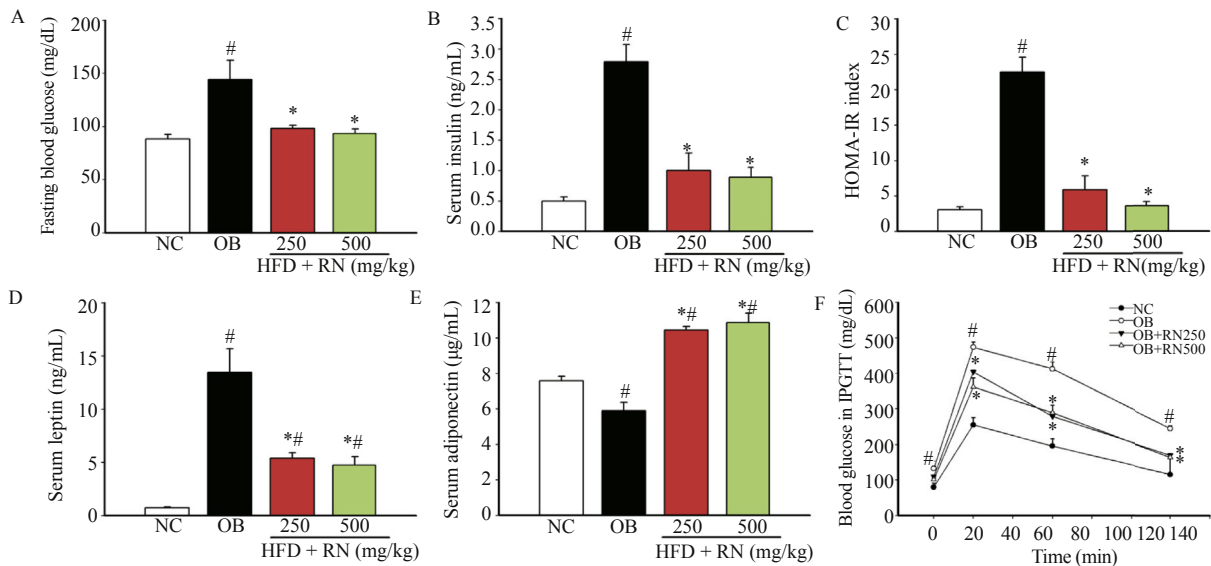 A
Fasting blood glucose (mg/dL)
200
150
100
50
0
#
*
*
NC
OB
250
500
HFD + RN (mg/kg)
B
Serum insulin (ng/mL)
3.5
3.0
2.5
2.0
1.5
1.0
0.5
0.0
#
*
*
NC
OB
250
500
HFD + RN (mg/kg)
C
HOMA-IR index
30
25
20
15
10
5
0
#
*
*
NC
OB
250
500
HFD + RN (mg/kg)
D
Serum leptin (ng/mL)
20
15
10
5
0
#
*#
*#
NC
OB
250
500
HFD + RN (mg/kg)
E
Serum adiponectin (µg/mL)
12
10
8
6
4
2
0
#
*#
*#
NC
OB
250
500
HFD + RN (mg/kg)
F
Blood glucose in IPGTT (mg/dL)
600
500
400
300
200
100
0
NC
OB
OB+RN250
OB+RN500
#
#
*
*
#
*
*
#
*
*
0 20 40 60 80 100 120 140
Time (min)